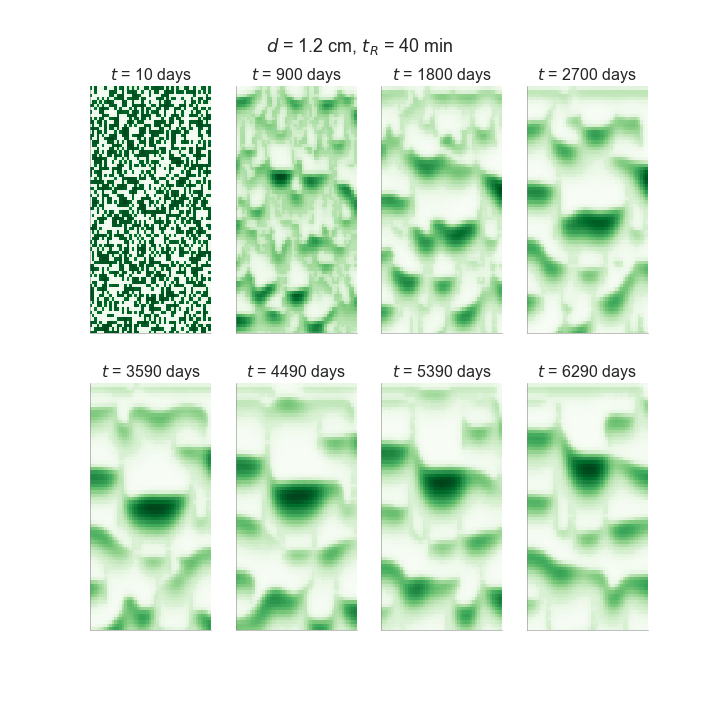 d = 1.2 cm, t_R = 40 min
t = 10 days
t = 900 days
t = 1800 days
t = 2700 days
t = 3590 days
t = 4490 days
t = 5390 days
t = 6290 days